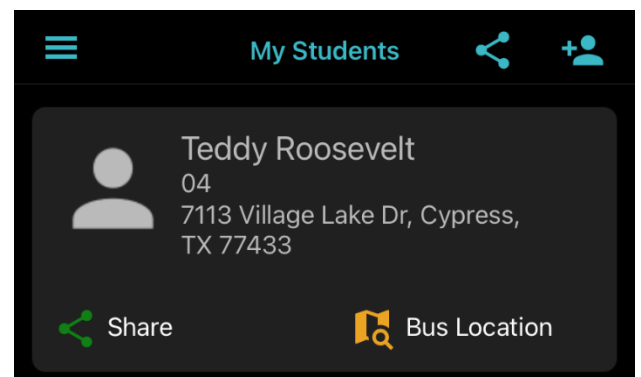 My Students
Teddy Roosevelt
04
7113 Village Lake Dr, Cypress,
TX 77433
Share
Bus Location